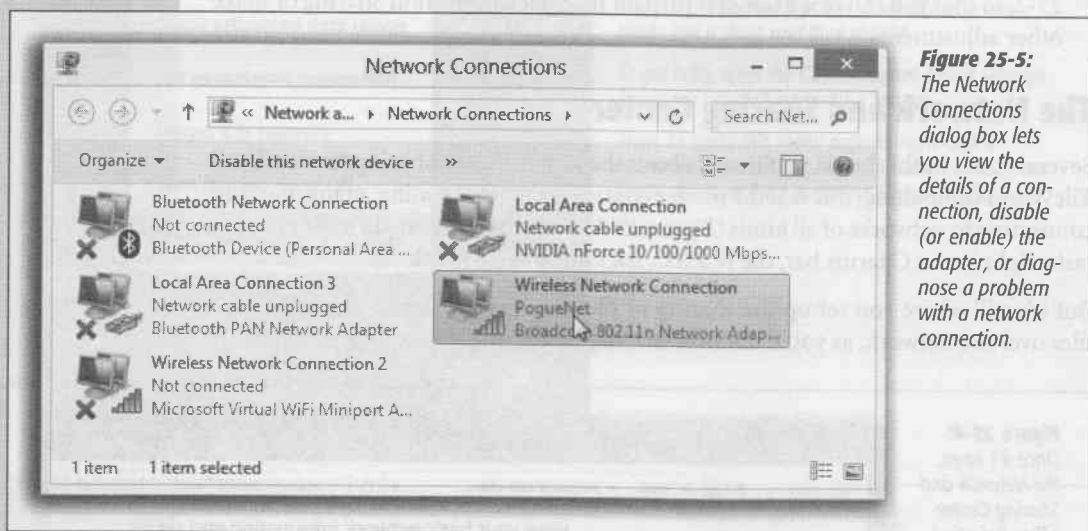 Network Connections
« Network a... ▸ Network Connections ▸
Search Net...
Organize ▾ Disable this network device »
Bluetooth Network Connection
Not connected
Bluetooth Device (Personal Area ...
Local Area Connection
Network cable unplugged
NVIDIA nForce 10/100/1000 Mbps...
Local Area Connection 3
Network cable unplugged
Bluetooth PAN Network Adapter
Wireless Network Connection
PogueNet
Broadcom 802.11n Network Adap...
Wireless Network Connection 2
Not connected
Microsoft Virtual WiFi Miniport A...
1 item 1 item selected
Figure 25-5:
The Network
Connections
dialog box lets
you view the
details of a con-
nection, disable
(or enable) the
adapter, or diag-
nose a problem
with a network
connection.